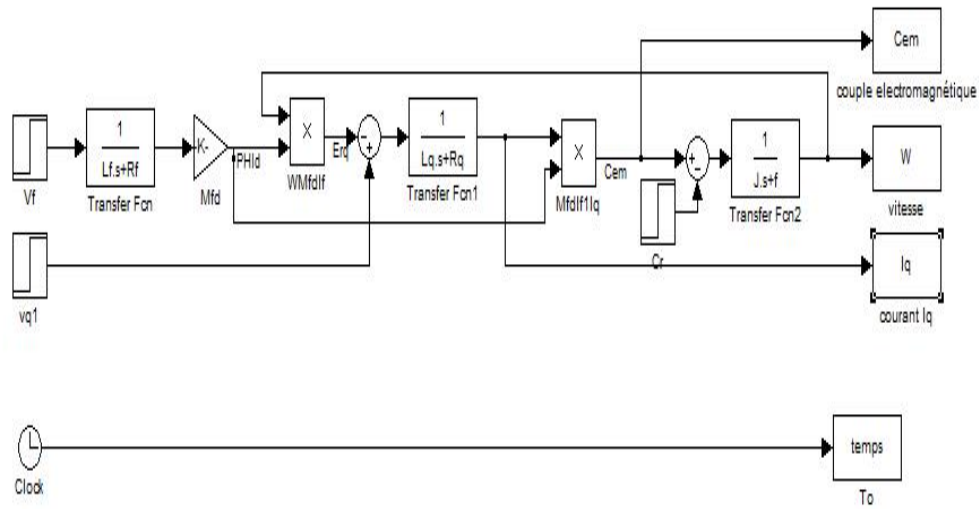 Cem
couple electromagnétique
1
Lf.s+Rf
Transfer Fcn
Vf
K-
Mfd
PHId
X
WMfdIf
Erq
-
+
1
Lq.s+Rq
Transfer Fcn1
X
MfdIf1Iq
Cem
+
-
Cr
1
J.s+f
Transfer Fcn2
W
vitesse
vq1
Iq
courant Iq
Clock
temps
To